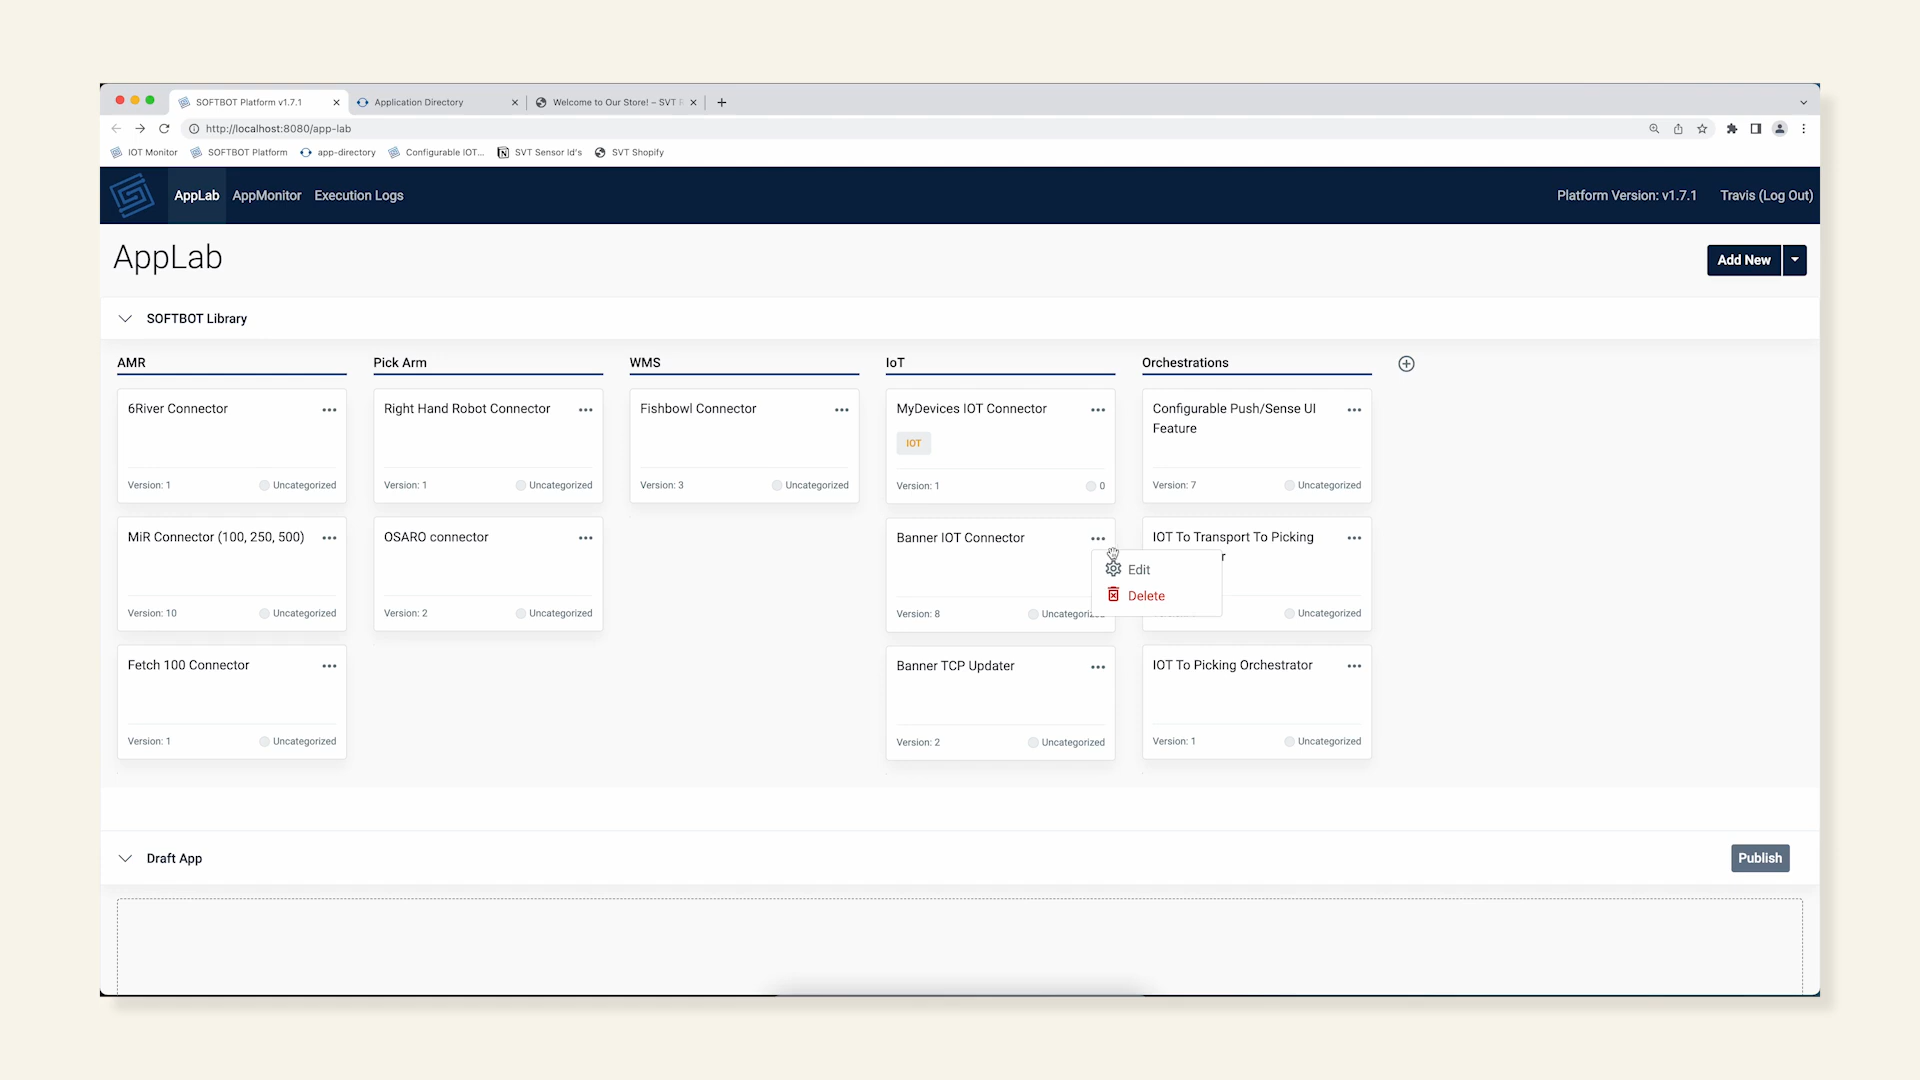 SOFTBOT Platform v1.7.1
Application Directory
Welcome to Our Store! – SVT
http://localhost:8080/app-lab
IOT Monitor
SOFTBOT Platform
app-directory
Configurable IOT...
SVT Sensor Id's
SVT Shopify
AppLab
AppMonitor
Execution Logs
Platform Version: v1.7.1
Travis (Log Out)
AppLab
Add New
SOFTBOT Library
AMR
Pick Arm
WMS
IoT
Orchestrations
6River Connector
Version: 1
Uncategorized
Right Hand Robot Connector
Version: 1
Uncategorized
Fishbowl Connector
Version: 3
Uncategorized
MyDevices IOT Connector
IOT
Version: 1
0
Configurable Push/Sense UI
Feature
Version: 7
Uncategorized
MiR Connector (100, 250, 500)
Version: 10
Uncategorized
OSARO connector
Version: 2
Uncategorized
Banner IOT Connector
Version: 8
Edit
Delete
IOT To Transport To Picking
r
Uncategorized
Fetch 100 Connector
Version: 1
Uncategorized
Banner TCP Updater
Version: 2
Uncategorized
IOT To Picking Orchestrator
Version: 1
Uncategorized
Draft App
Publish